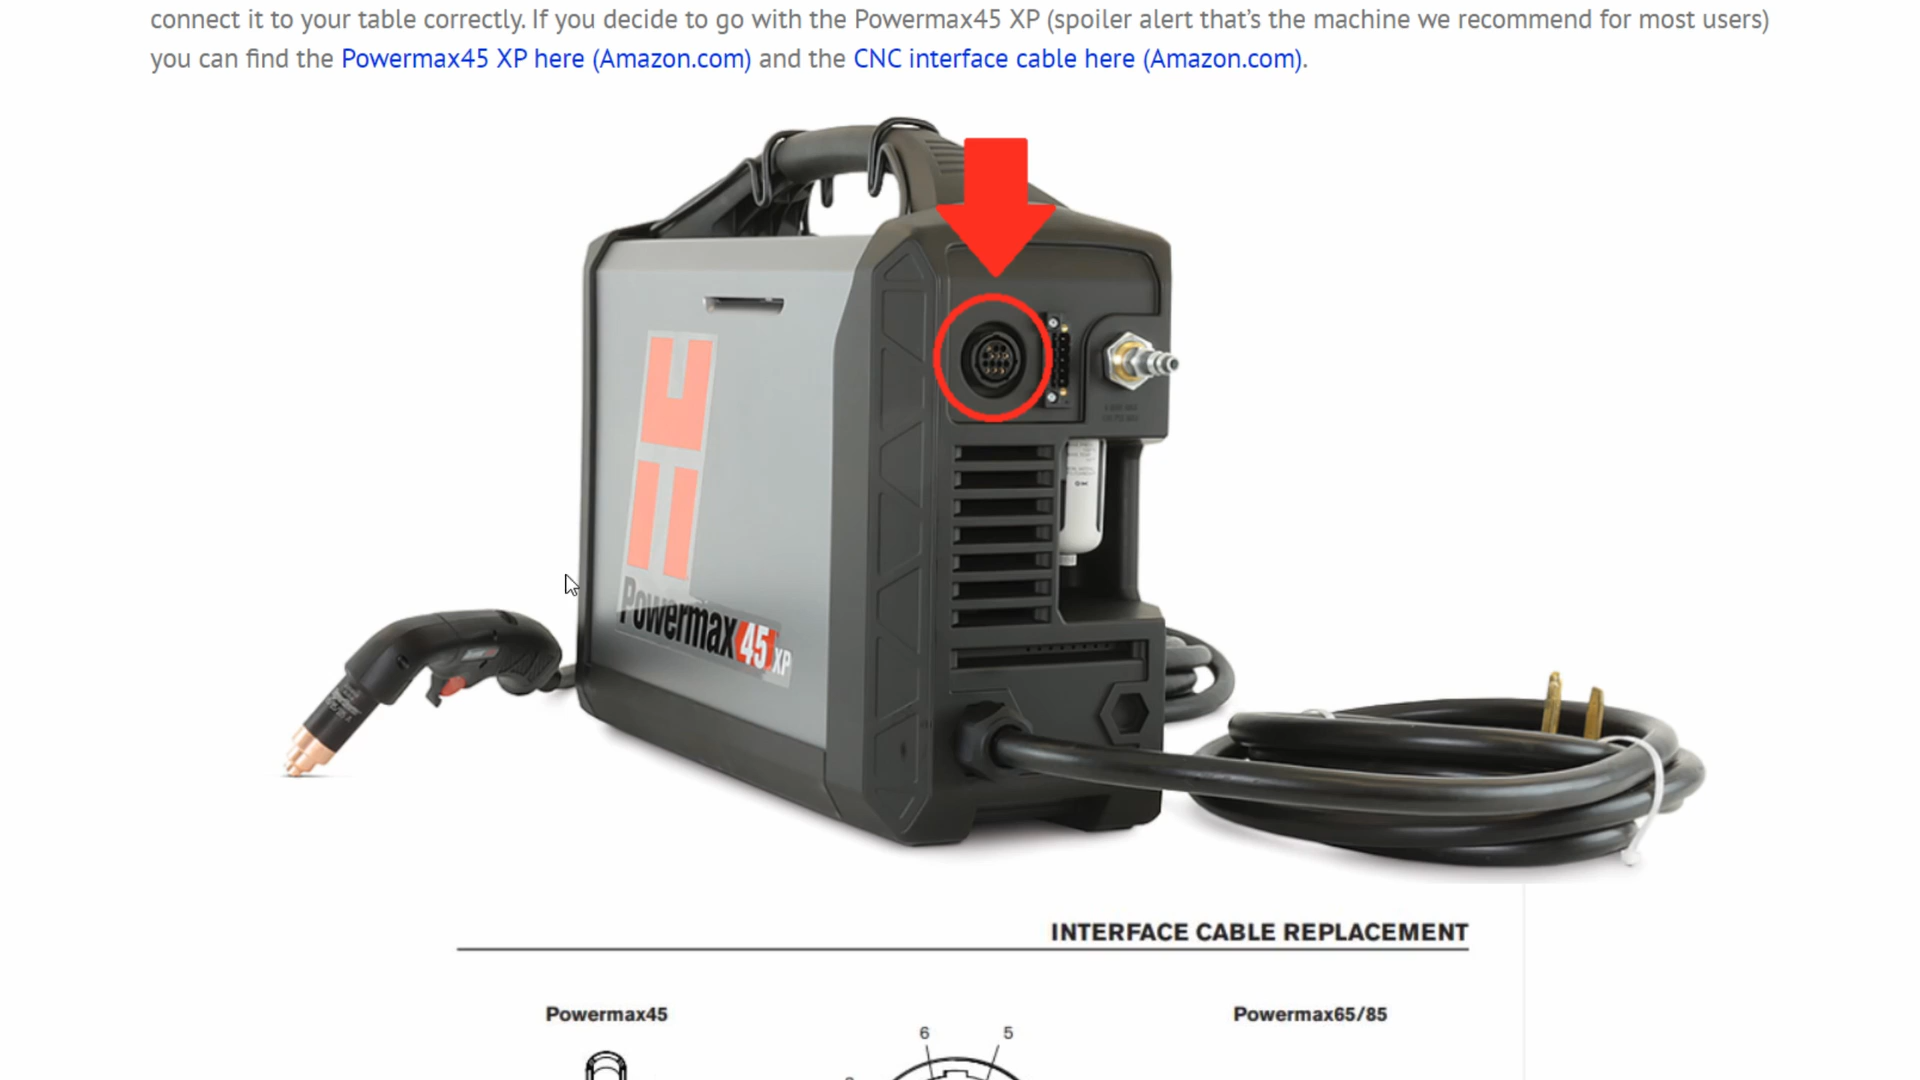 connect it to your table correctly. If you decide to go with the Powermax45 XP (spoiler alert that’s the machine we recommend for most users)
you can find the Powermax45 XP here (Amazon.com) and the CNC interface cable here (Amazon.com).
Powermax 45 XP
INTERFACE CABLE REPLACEMENT
Powermax45
Powermax65/85
6 5